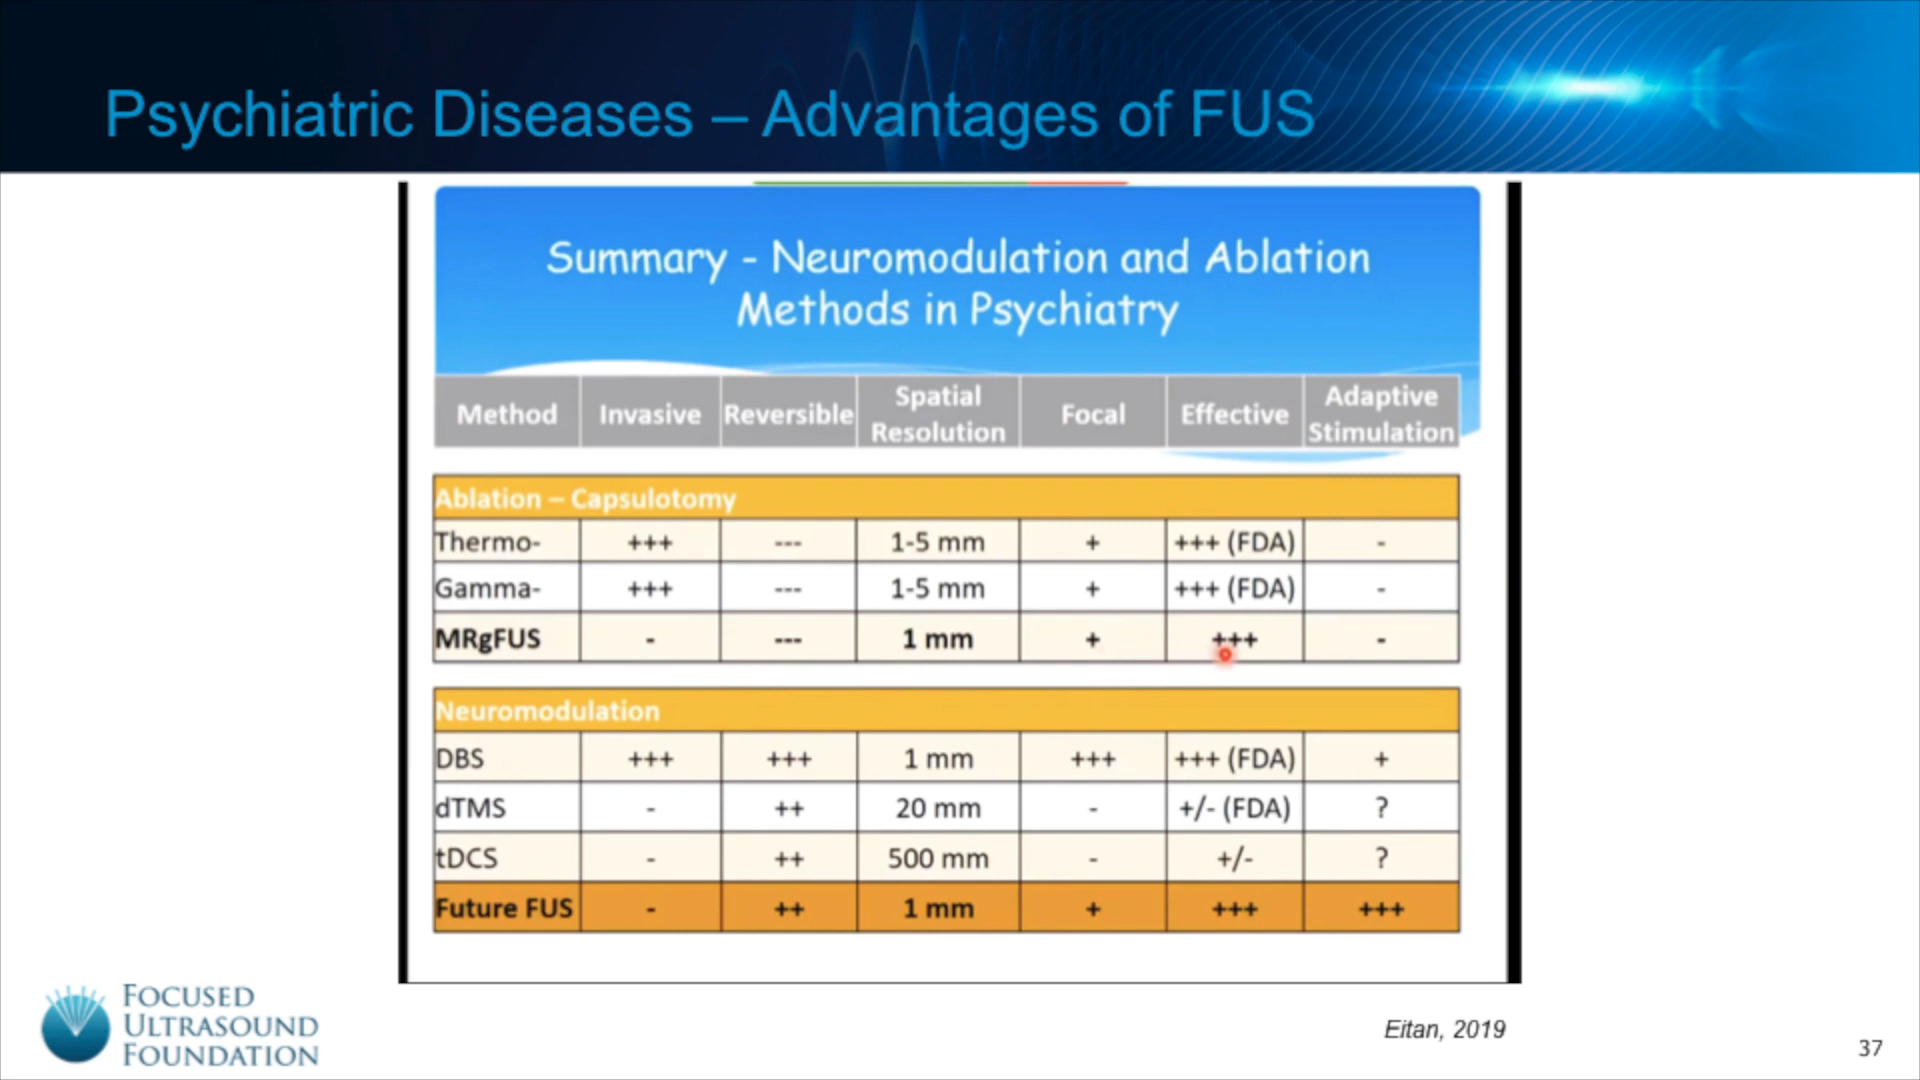 Psychiatric Diseases – Advantages of FUS
Summary - Neuromodulation and Ablation
Methods in Psychiatry
Method Invasive Reversible Spatial Resolution Focal Effective Adaptive Stimulation
Ablation – Capsulotomy
Thermo- +++ --- 1-5 mm + +++ (FDA) -
Gamma- +++ --- 1-5 mm + +++ (FDA) -
MRgFUS - --- 1 mm + +++ -
Neuromodulation
DBS +++ +++ 1 mm +++ +++ (FDA) +
dTMS - ++ 20 mm - +/- (FDA) ?
tDCS - ++ 500 mm - +/- ?
Future FUS - ++ 1 mm + +++ +++
FOCUSED
ULTRASOUND
FOUNDATION
Eitan, 2019
37